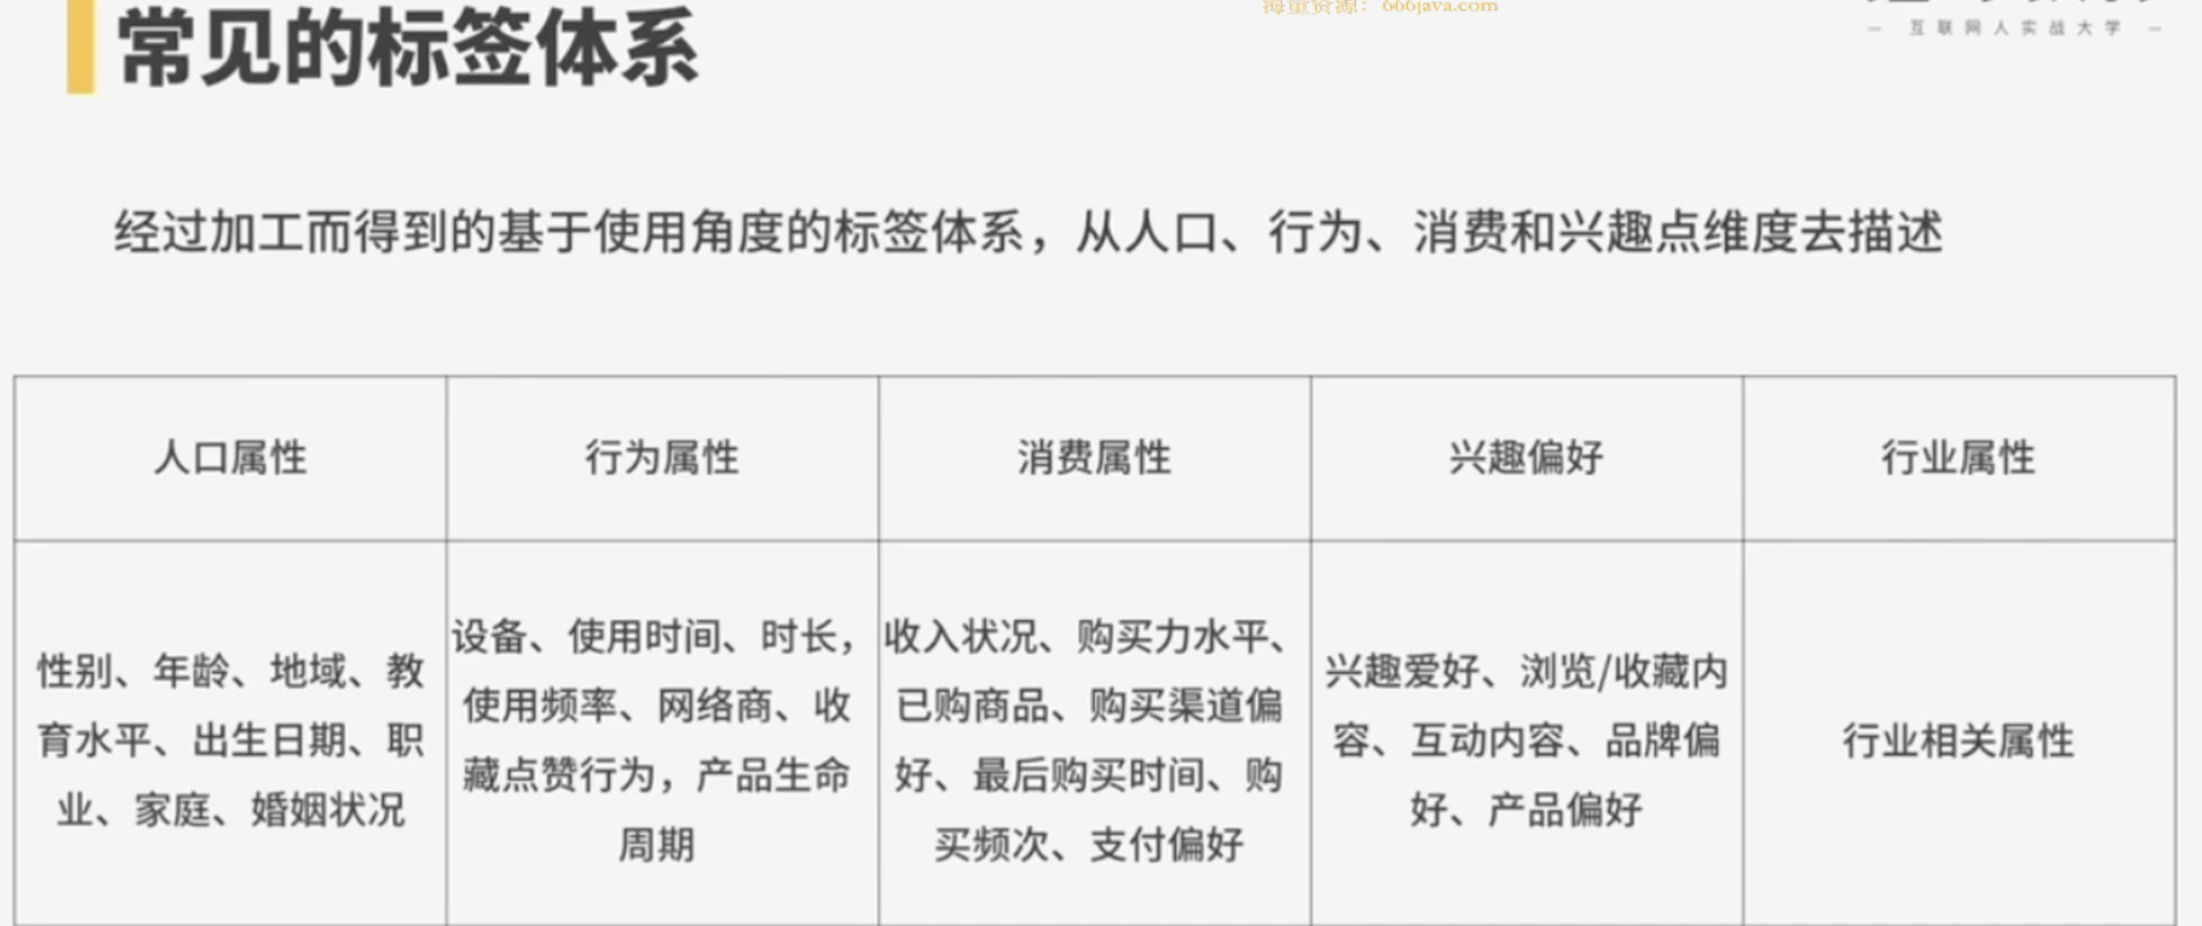 海量资源：666java.com
— 互联网人实战大学 —
常见的标签体系
经过加工而得到的基于使用角度的标签体系，从人口、行为、消费和兴趣点维度去描述
人口属性
行为属性
消费属性
兴趣偏好
行业属性
性别、年龄、地域、教
育水平、出生日期、职
业、家庭、婚姻状况
设备、使用时间、时长，
使用频率、网络商、收
藏点赞行为，产品生命
周期
收入状况、购买力水平、
已购商品、购买渠道偏
好、最后购买时间、购
买频次、支付偏好
兴趣爱好、浏览/收藏内
容、互动内容、品牌偏
好、产品偏好
行业相关属性